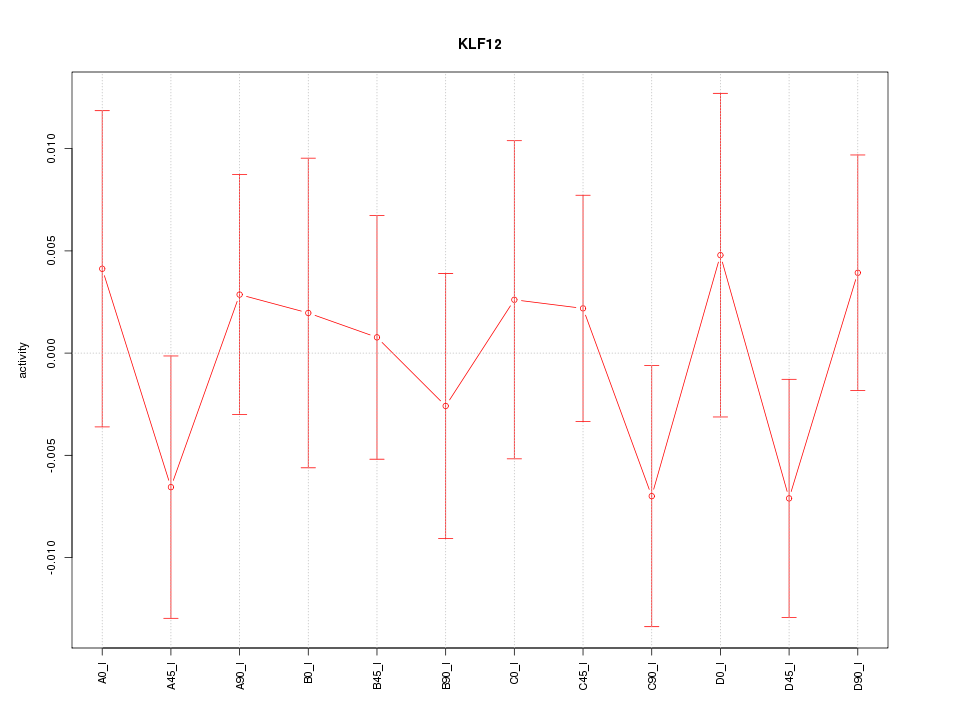 KLF12
activity
0.010
0.005
0.000
-0.005
-0.010
A0_I
A45_I
A90_I
B0_I
B45_I
B90_I
C0_I
C45_I
C90_I
D0_I
D45_I
D90_I